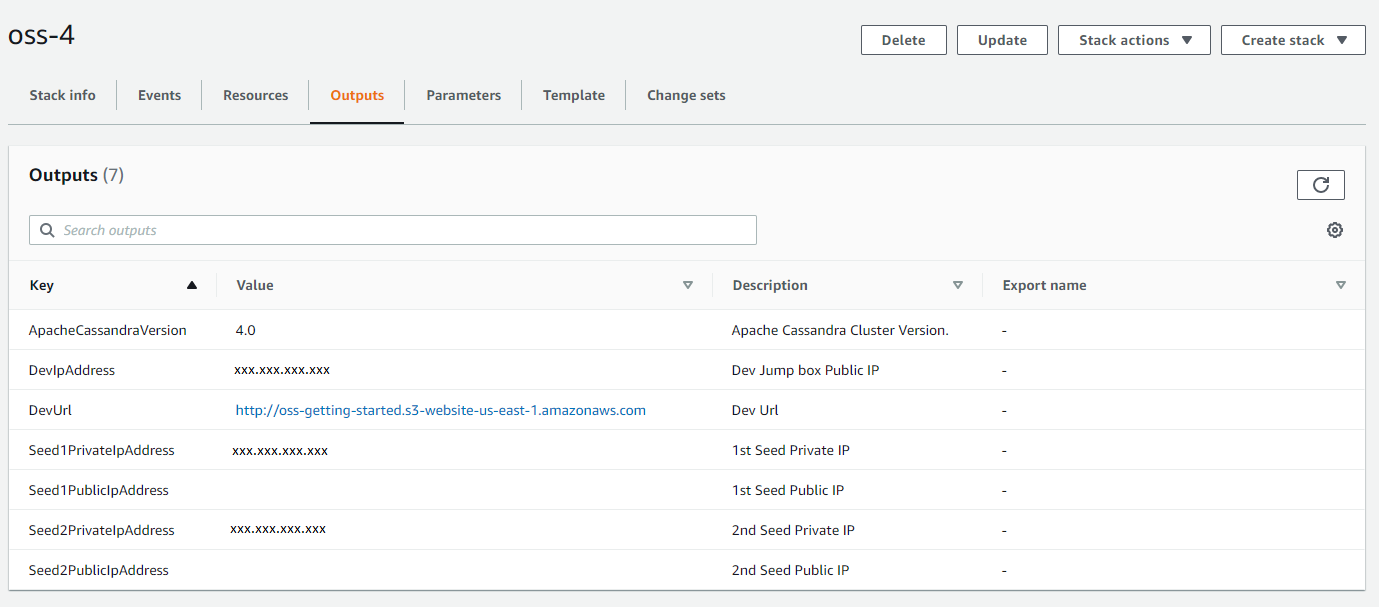 oss-4
Delete Update Stack actions Create stack
Stack info Events Resources Outputs Parameters Template Change sets
Outputs (7)
Search outputs
Key Value Description Export name
ApacheCassandraVersion 4.0 Apache Cassandra Cluster Version. -
DevIpAddress xxx.xxx.xxx.xxx Dev Jump box Public IP -
DevUrl http://oss-getting-started.s3-website-us-east-1.amazonaws.com Dev Url -
Seed1PrivateIpAddress xxx.xxx.xxx.xxx 1st Seed Private IP -
Seed1PublicIpAddress 1st Seed Public IP -
Seed2PrivateIpAddress xxx.xxx.xxx.xxx 2nd Seed Private IP -
Seed2PublicIpAddress 2nd Seed Public IP -